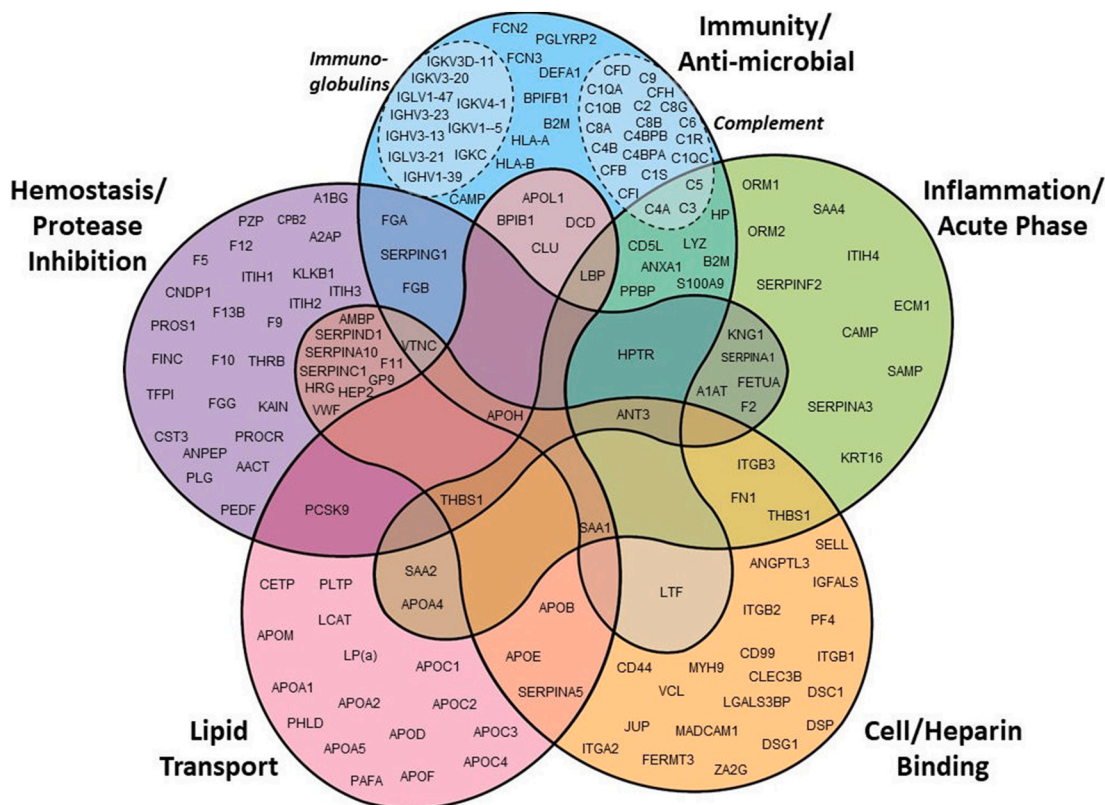 Immunity/
Anti-microbial
Immuno-
globulins
Complement
FCN2
PGLYRP2
FCN3
DEFA1
BPIFB1
B2M
HLA-A
HLA-B
CAMP
IGKV3D-11
IGKV3-20
IGLV1-47
IGKV4-1
IGHV3-23
IGKV1--5
IGHV3-13
IGLV3-21
IGKC
IGHV1-39
CFD
C9
C1QA
CFH
C1QB
C2
C8G
C8A
C8B
C6
C4BPB
C1R
C4B
C4BPA
C1QC
CFB
C1S
CFI
C5
C4A
C3
HP
CD5L
LYZ
ANXA1
B2M
PPBP
S100A9
APOL1
BPIB1
DCD
CLU
LBP
FGA
SERPING1
FGB
Hemostasis/
Protease
Inhibition
A1BG
PZP
CPB2
F12
A2AP
F5
ITIH1
KLKB1
CNDP1
ITIH2
ITIH3
F13B
PROS1
F9
FINC
F10
THRB
TFPI
FGG
KAIN
CST3
PROCR
ANPEP
AACT
PLG
PEDF
AMBP
SERPIND1
VTNC
SERPINA10
SERPINC1
F11
HRG
GP9
HEP2
VWF
Inflammation/
Acute Phase
ORM1
SAA4
ORM2
ITIH4
SERPINF2
ECM1
CAMP
SAMP
SERPINA3
KRT16
HPTR
KNG1
SERPINA1
FETUA
A1AT
F2
APOH
ANT3
ITGB3
FN1
THBS1
PCSK9
THBS1
SAA1
SAA2
APOA4
LTF
APOB
APOE
SERPINA5
Lipid
Transport
CETP
PLTP
LCAT
APOM
LP(a)
APOC1
APOA1
APOA2
APOC2
PHLD
APOD
APOC3
APOA5
APOC4
PAFA
APOF
Cell/Heparin
Binding
SELL
ANGPTL3
IGFALS
ITGB2
PF4
CD99
ITGB1
CD44
MYH9
CLEC3B
VCL
DSC1
LGALS3BP
JUP
MADCAM1
DSP
ITGA2
DSG1
FERMT3
ZA2G